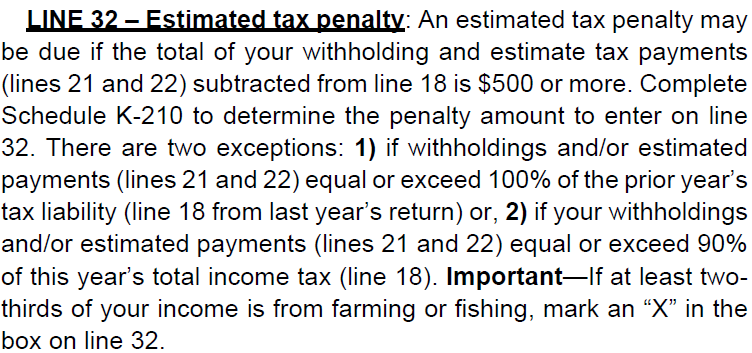 LINE 32 – Estimated tax penalty: An estimated tax penalty may
be due if the total of your withholding and estimate tax payments
(lines 21 and 22) subtracted from line 18 is $500 or more. Complete
Schedule K-210 to determine the penalty amount to enter on line
32. There are two exceptions: 1) if withholdings and/or estimated
payments (lines 21 and 22) equal or exceed 100% of the prior year’s
tax liability (line 18 from last year’s return) or, 2) if your withholdings
and/or estimated payments (lines 21 and 22) equal or exceed 90%
of this year’s total income tax (line 18). Important—If at least two-
thirds of your income is from farming or fishing, mark an “X” in the
box on line 32.